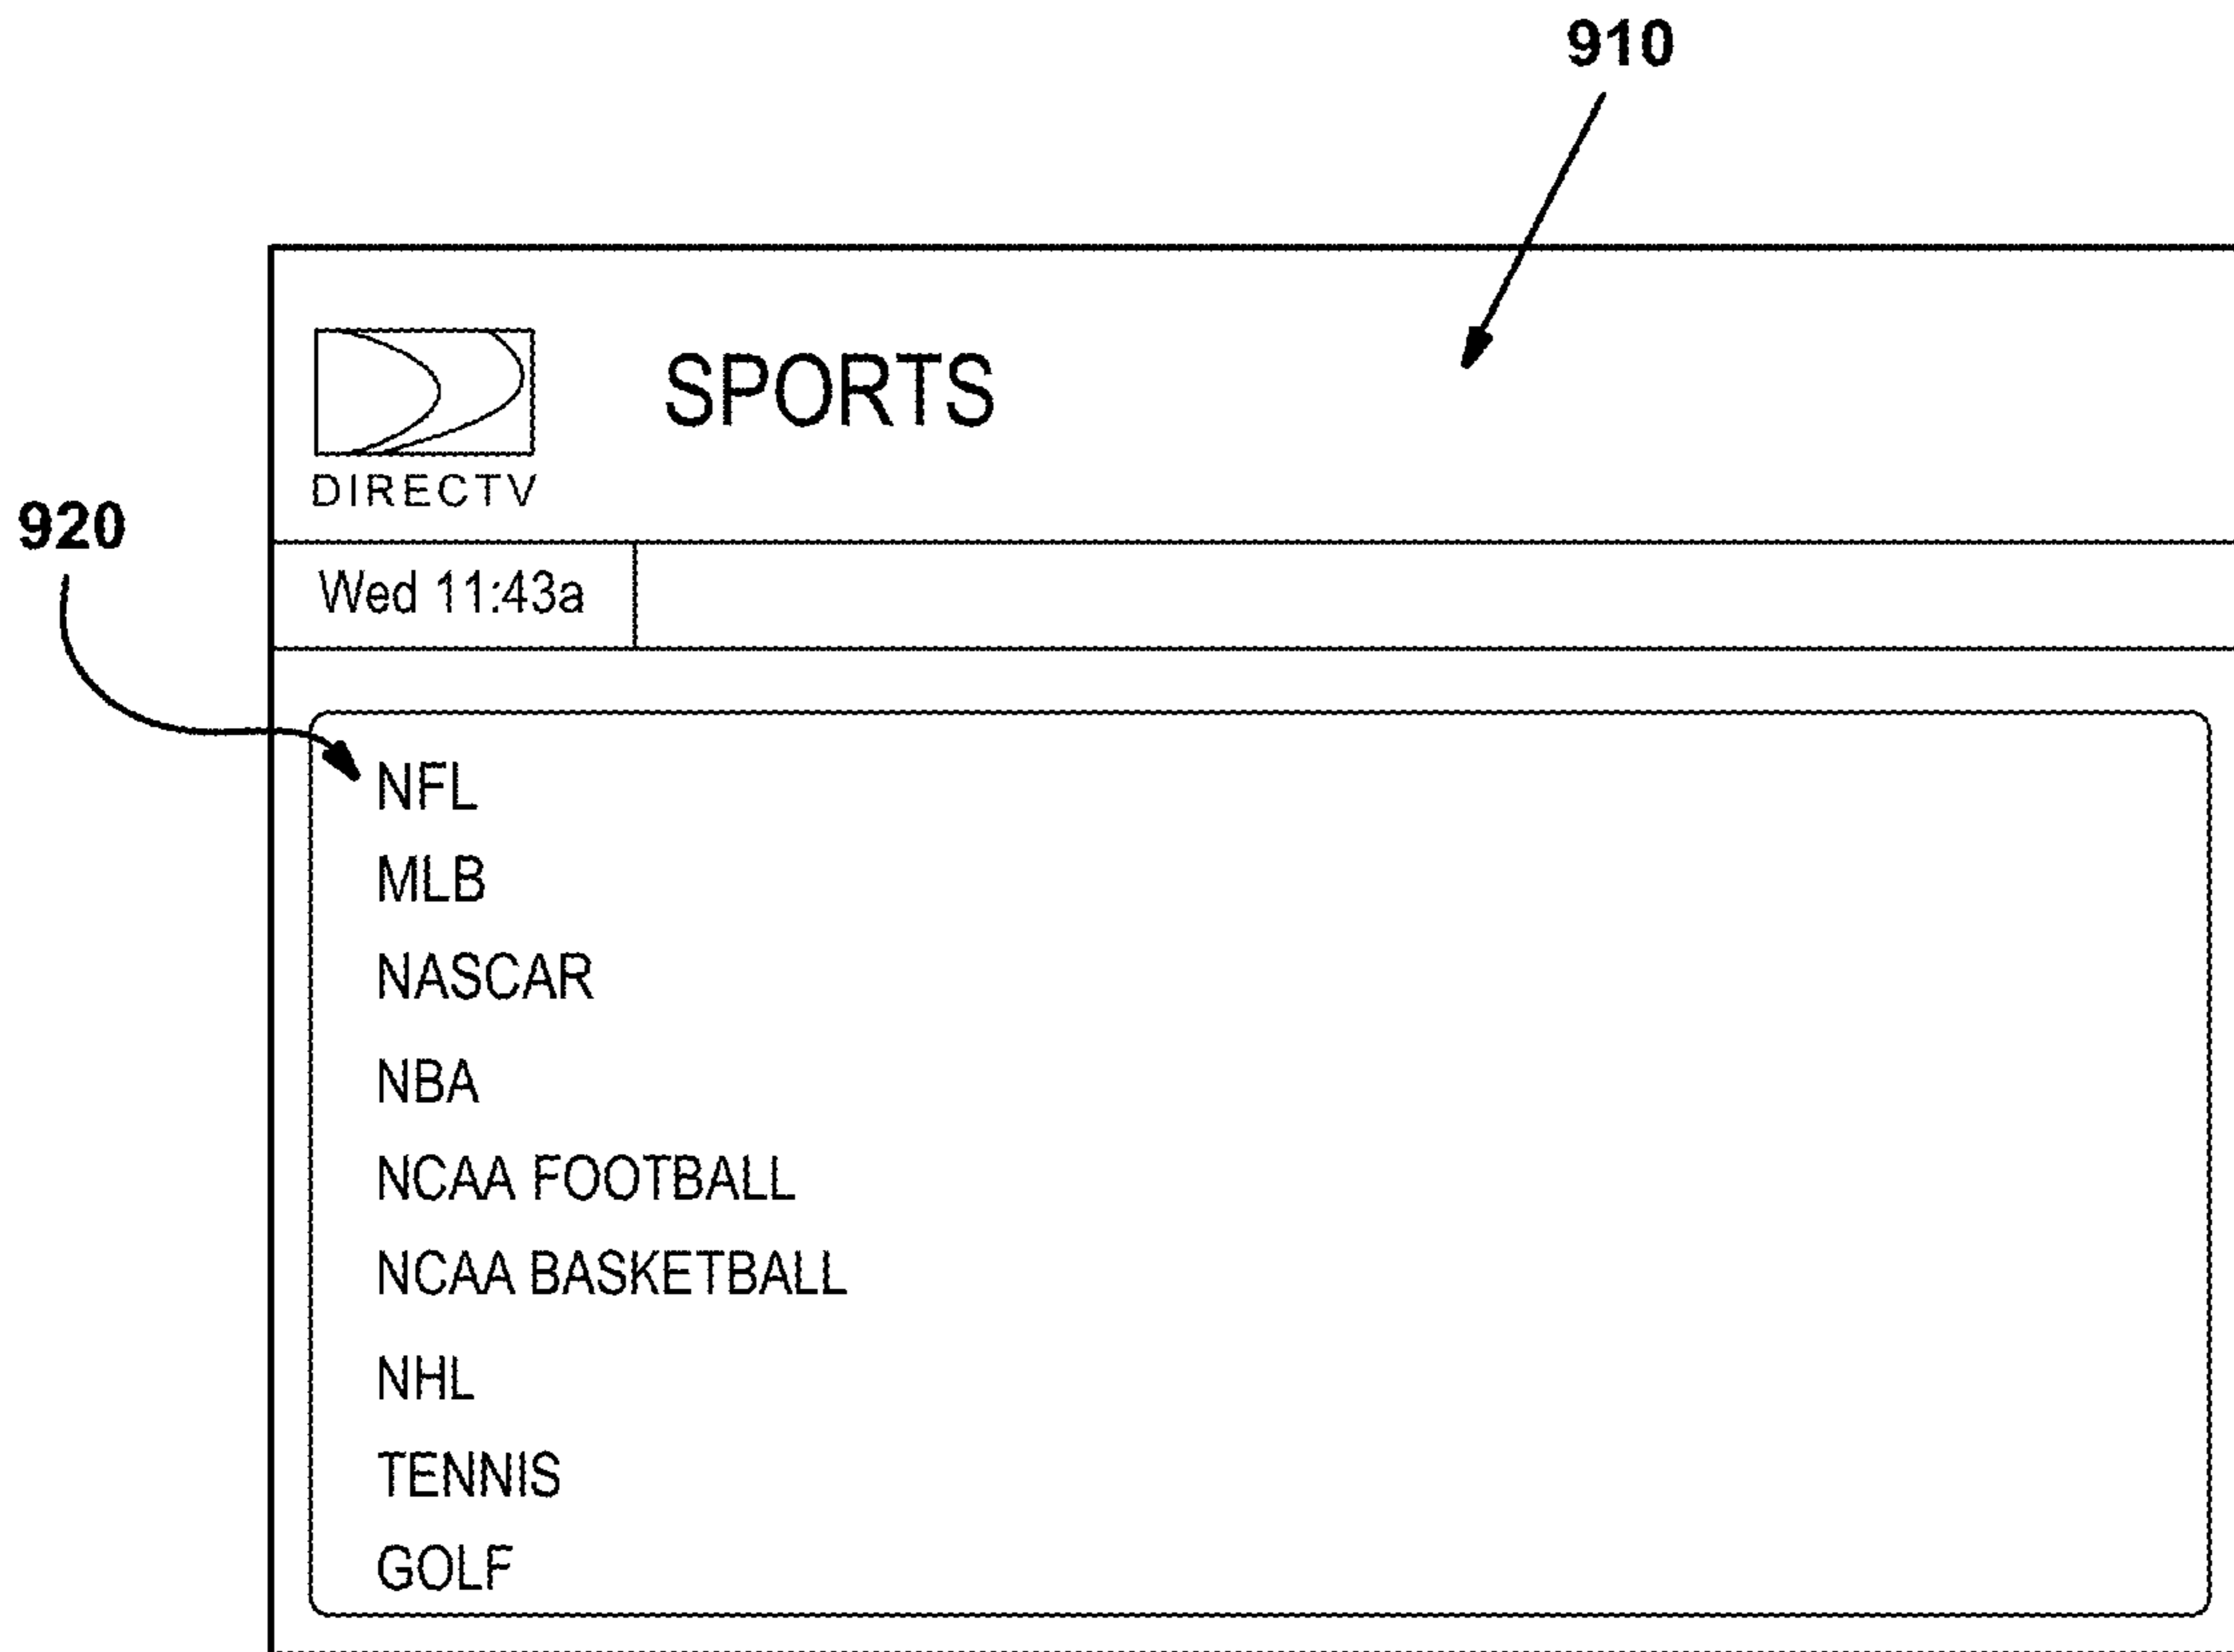 910
SPORTS
DIRECTV
920
Wed 11:43a
NFL
MLB
NASCAR
NBA
NCAA FOOTBALL
NCAA BASKETBALL
NHL
TENNIS
GOLF